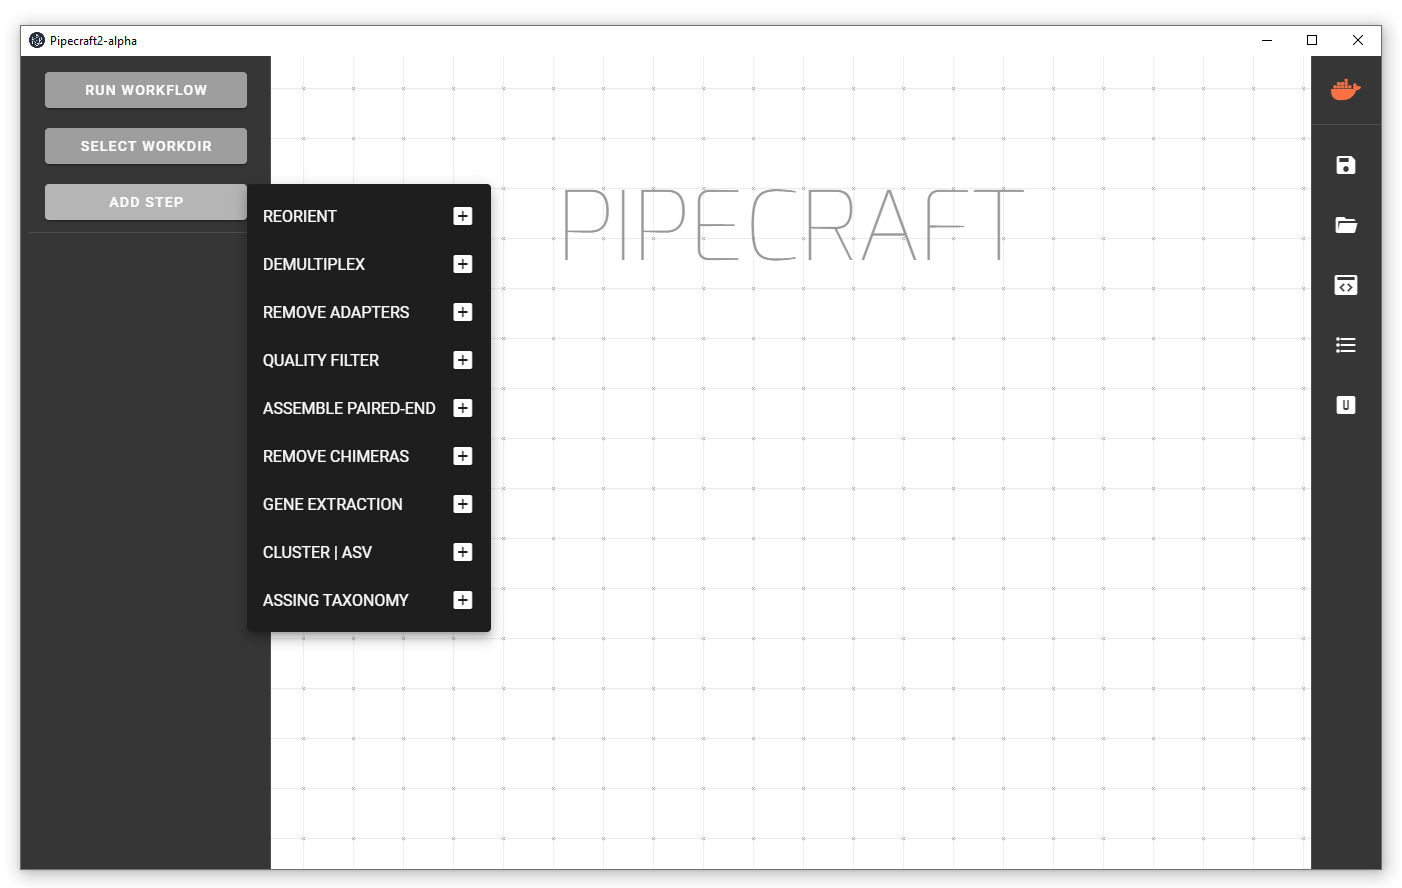 Pipecraft2-alpha
RUN WORKFLOW
SELECT WORKDIR
ADD STEP
REORIENT
DEMULTIPLEX
REMOVE ADAPTERS
QUALITY FILTER
ASSEMBLE PAIRED-END
REMOVE CHIMERAS
GENE EXTRACTION
CLUSTER | ASV
ASSING TAXONOMY
PIPECRAFT
U